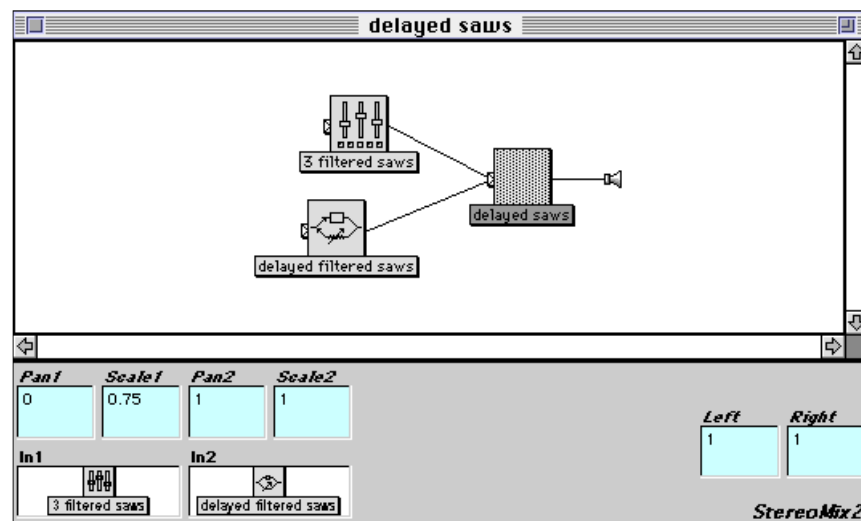 delayed saws
3 filtered saws
delayed saws
delayed filtered saws
Pan1 Scale1 Pan2 Scale2
0 0.75 1 1
Left Right
1 1
In1 In2
3 filtered saws delayed filtered saws
StereoMix2